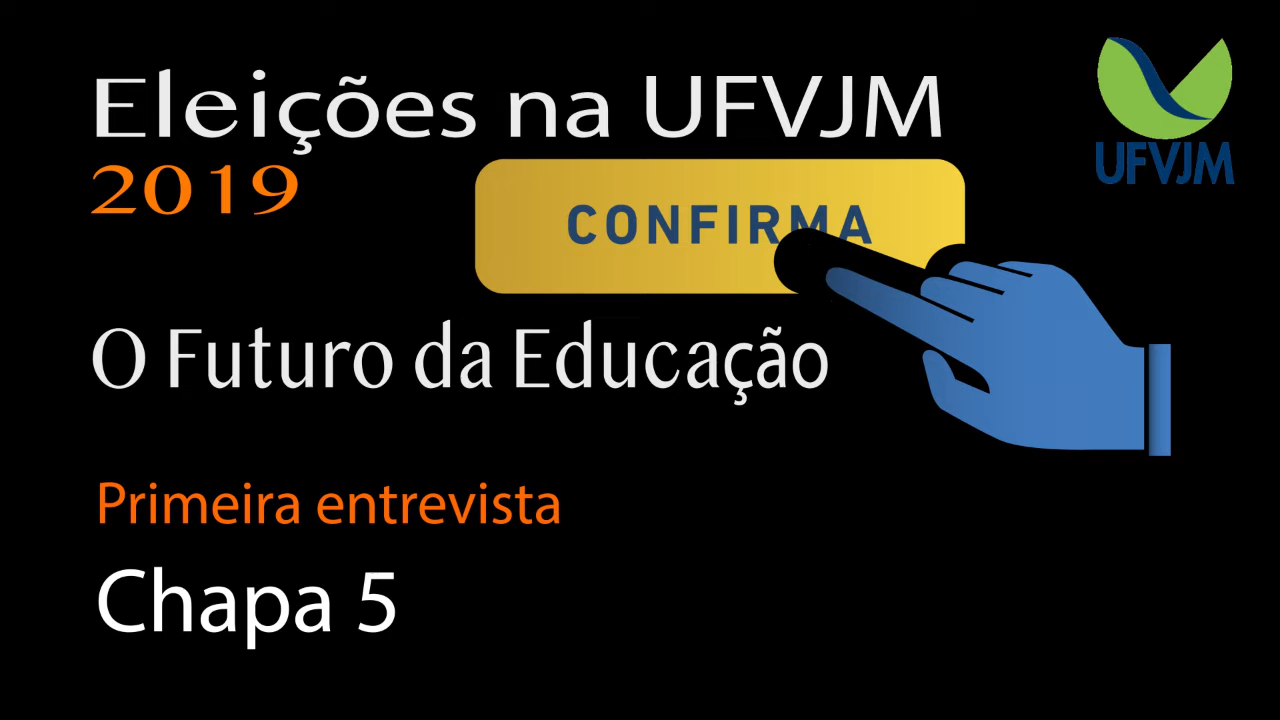 Eleições na UFVJM
2019
UFVJM
CONFIRMA
O Futuro da Educação
Primeira entrevista
Chapa 5